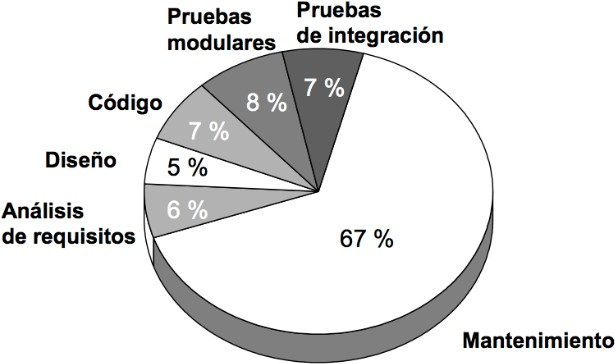 Pruebas
modulares
Pruebas
de integración
Código
Diseño
Análisis
de requisitos
7 %
8 %
7 %
5 %
6 %
67 %
Mantenimiento